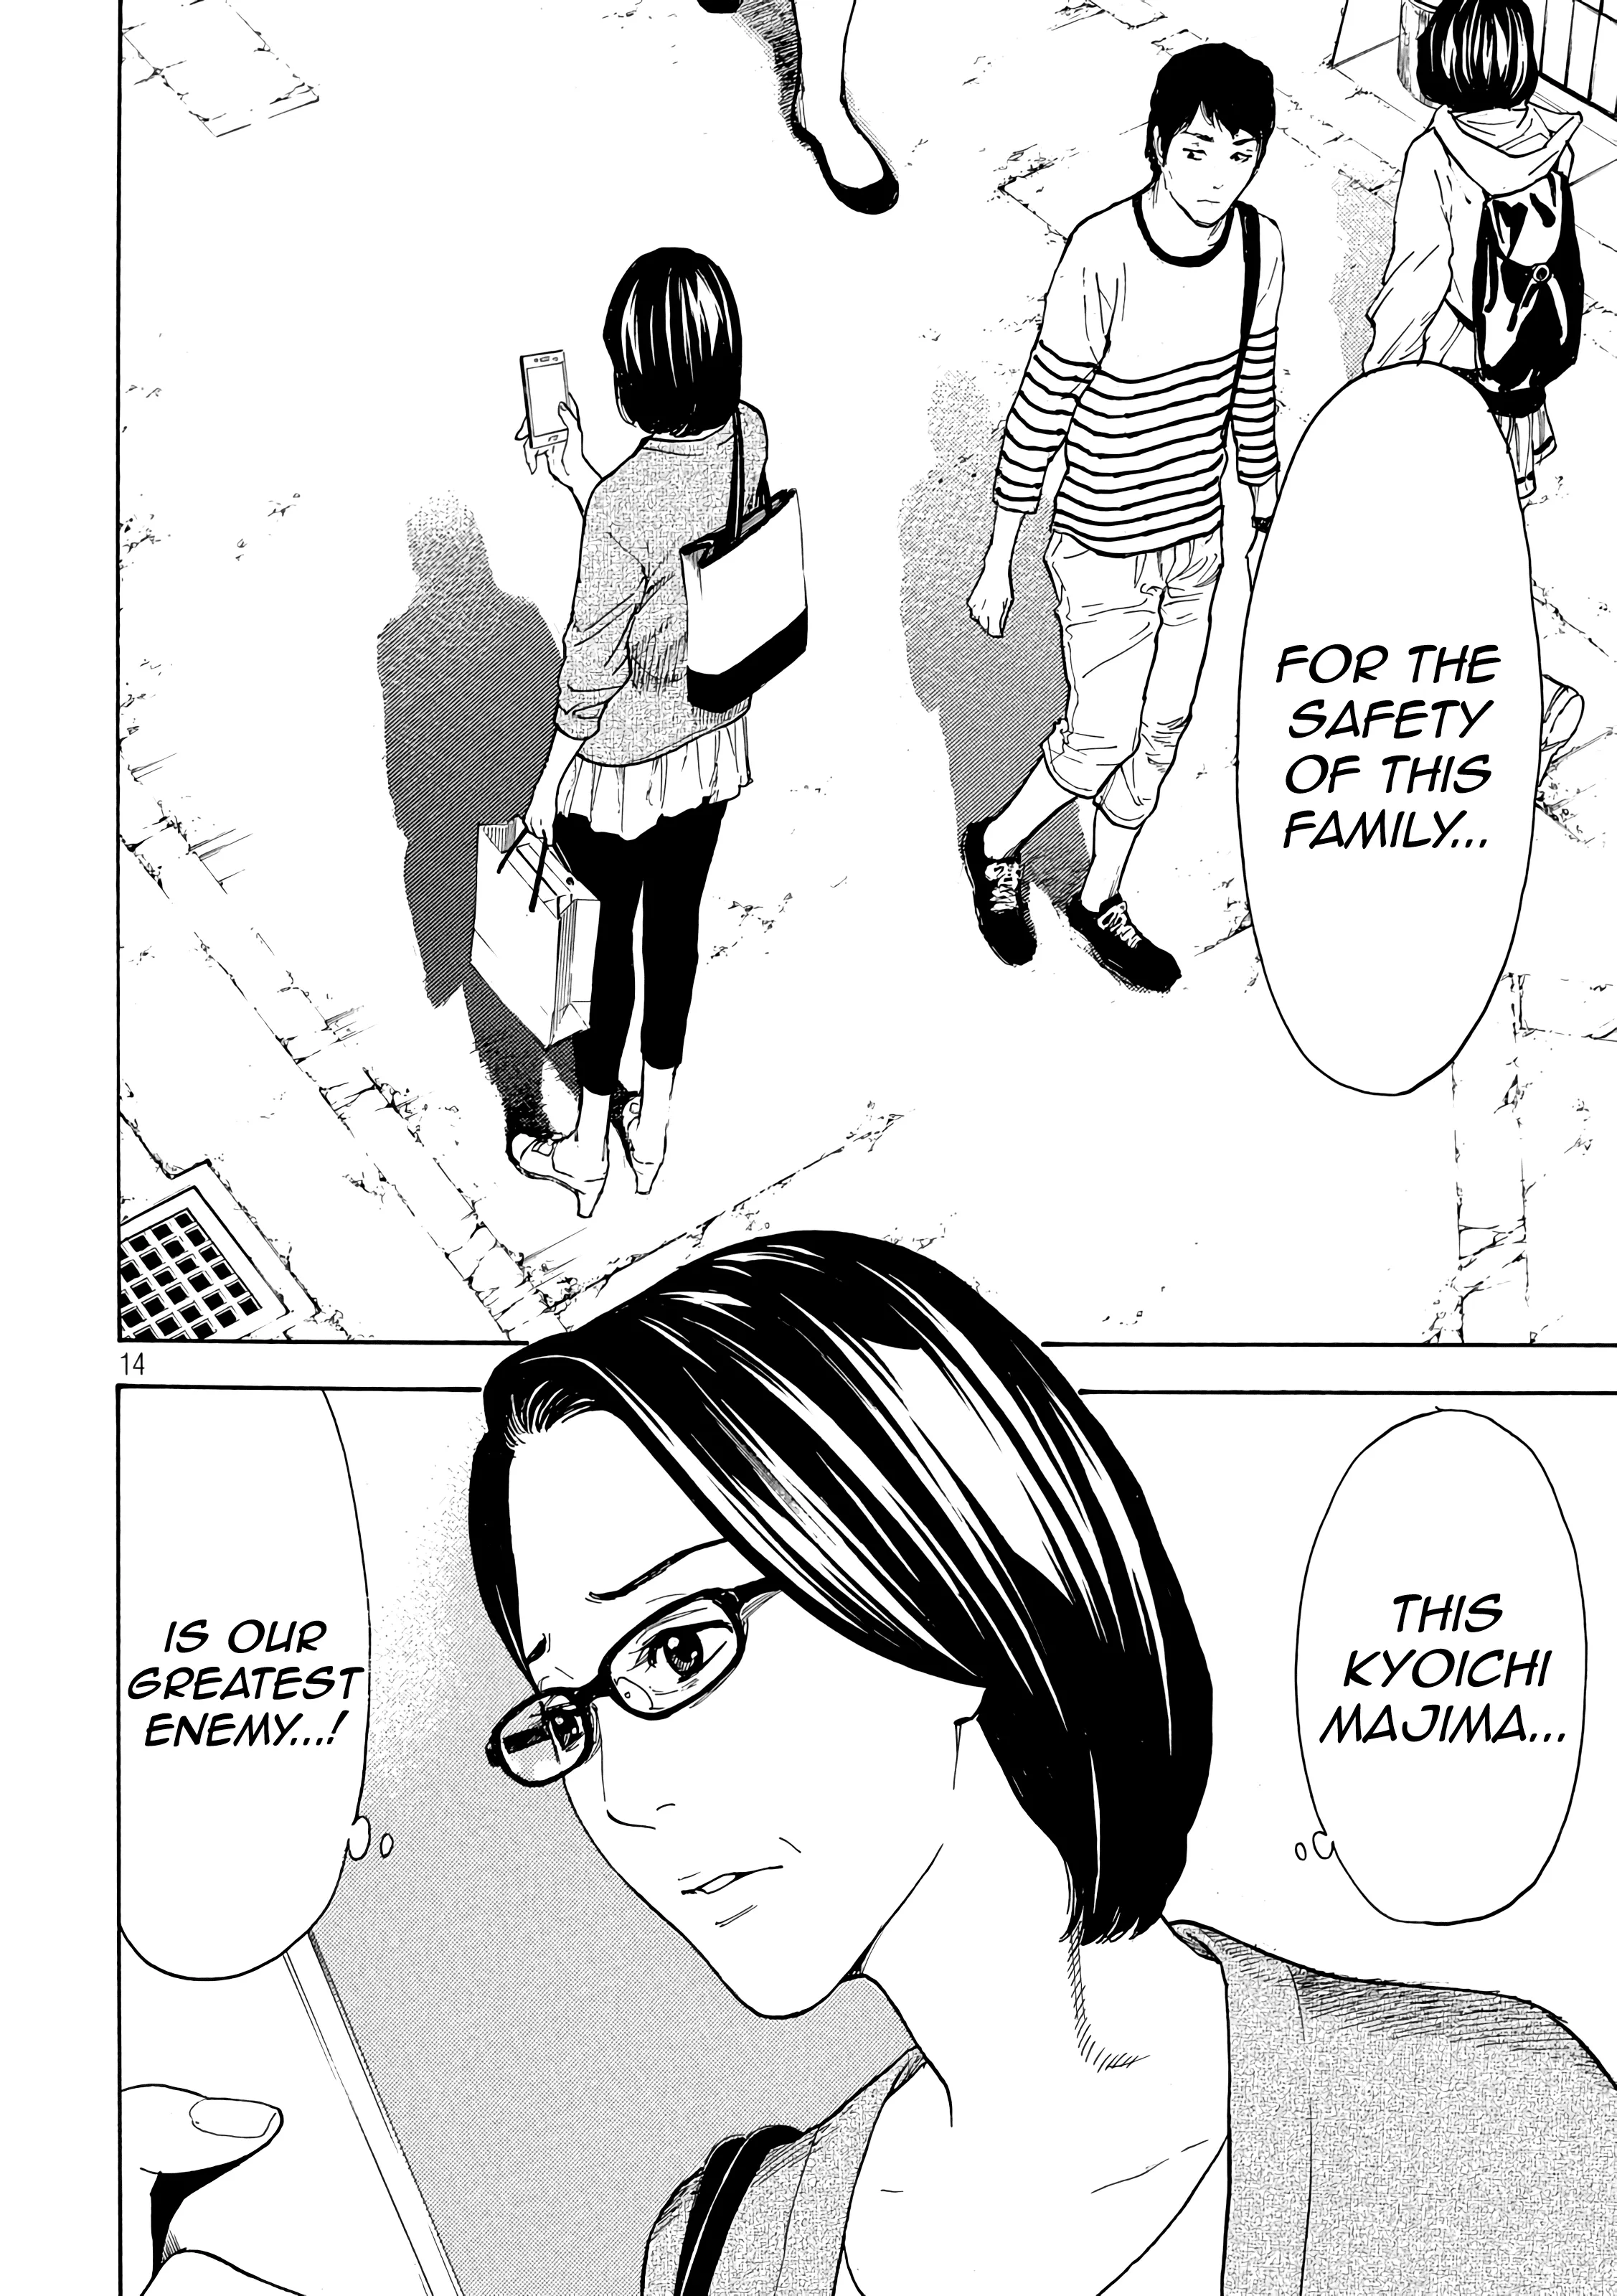 FOR THE
SAFETY
OF THIS
FAMILY...
14
THIS
KYOICHI
MAJIMA...
IS OUR
GREATEST
ENEMY...!